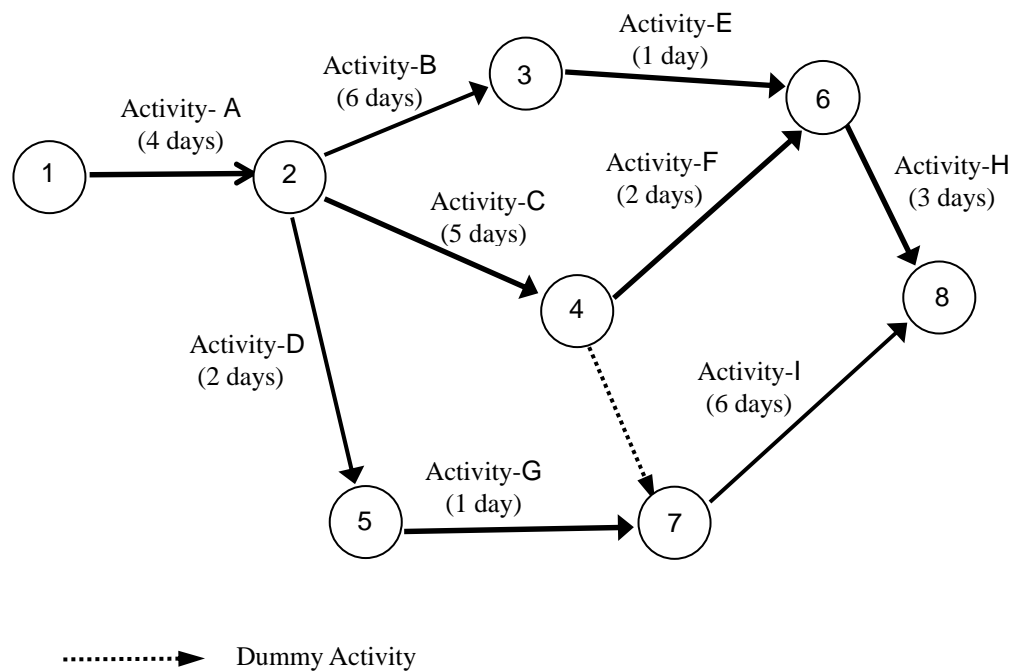 Activity-E
(1 day)
Activity-B
(6 days)
3
6
Activity- A
(4 days)
Activity-F
(2 days)
Activity-H
(3 days)
1
2
Activity-C
(5 days)
8
4
Activity-D
(2 days)
Activity-I
(6 days)
Activity-G
(1 day)
5
7
Dummy Activity